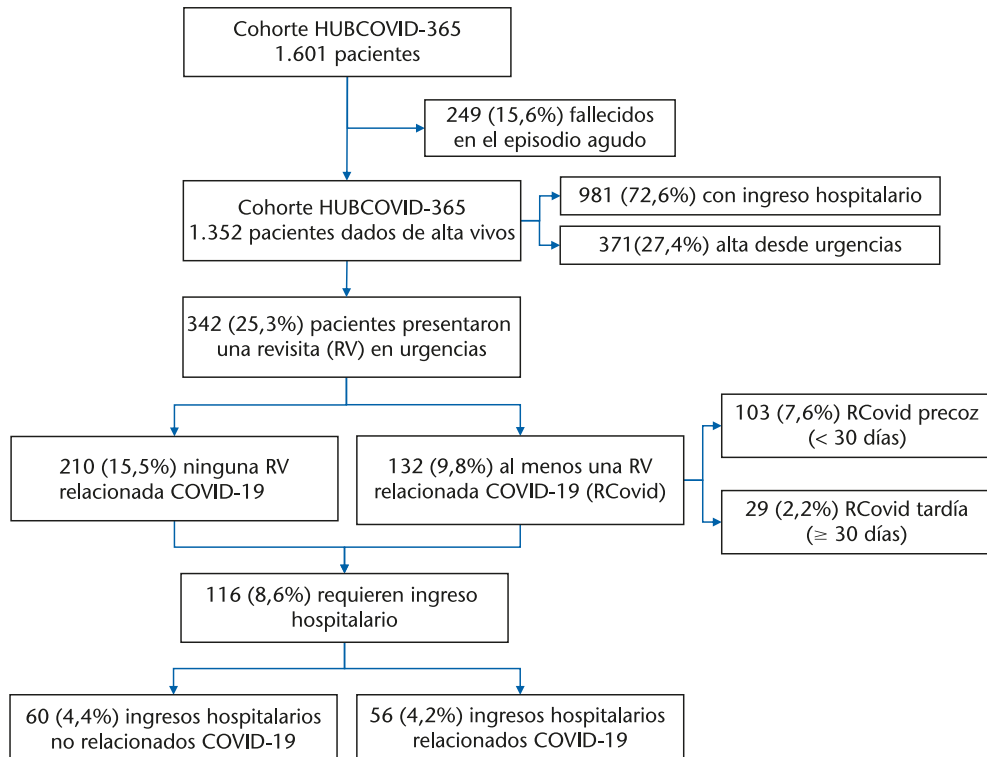 Cohorte HUBCOVID-365
1.601 pacientes
249 (15,6%) fallecidos
en el episodio agudo
Cohorte HUBCOVID-365
1.352 pacientes dados de alta vivos
981 (72,6%) con ingreso hospitalario
371(27,4%) alta desde urgencias
342 (25,3%) pacientes presentaron
una revisita (RV) en urgencias
210 (15,5%) ninguna RV
relacionada COVID-19
132 (9,8%) al menos una RV
relacionada COVID-19 (RCovid)
103 (7,6%) RCovid precoz
(< 30 días)
29 (2,2%) RCovid tardía
(≥ 30 días)
116 (8,6%) requieren ingreso
hospitalario
60 (4,4%) ingresos hospitalarios
no relacionados COVID-19
56 (4,2%) ingresos hospitalarios
relacionados COVID-19